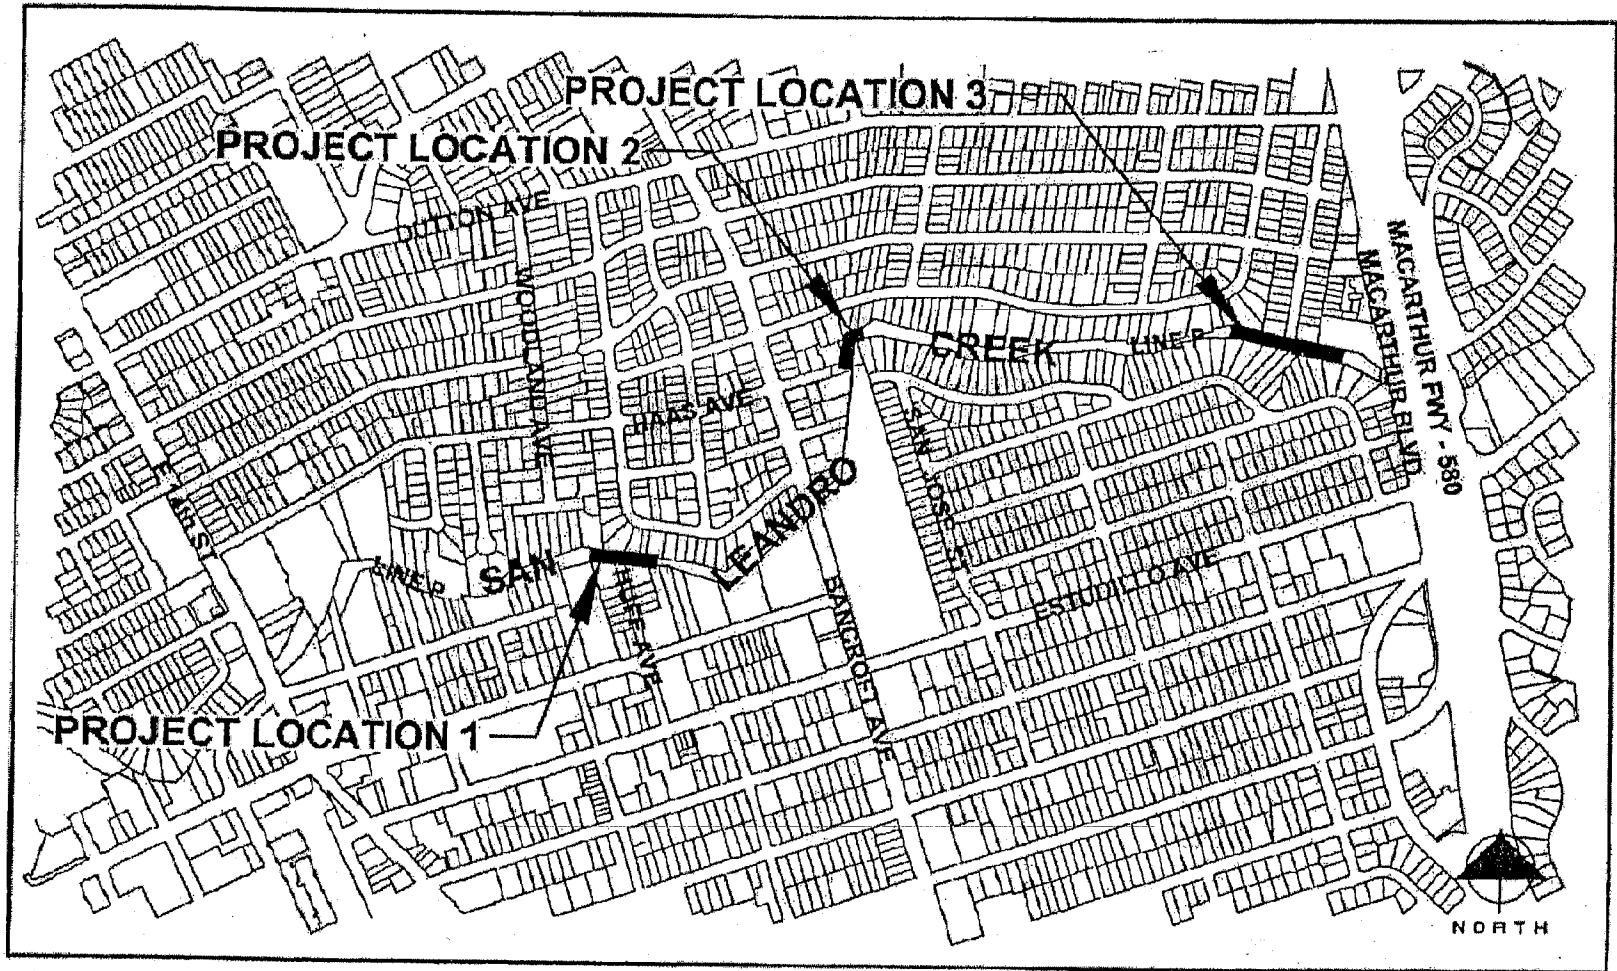 PROJECT LOCATION 3
PROJECT LOCATION 2
DUTTON AVE
WOODLAND AVE
MACARTHUR FWY - 580
MACARTHUR BLVD
CREEK
LINE P
HAAS AVE
SAN JOSE ST
LEANDRO
E 14th ST
LINE P
SAN
HUFF AVE
BANCROFT AVE
ESTUDILLO AVE
PROJECT LOCATION 1
NORTH